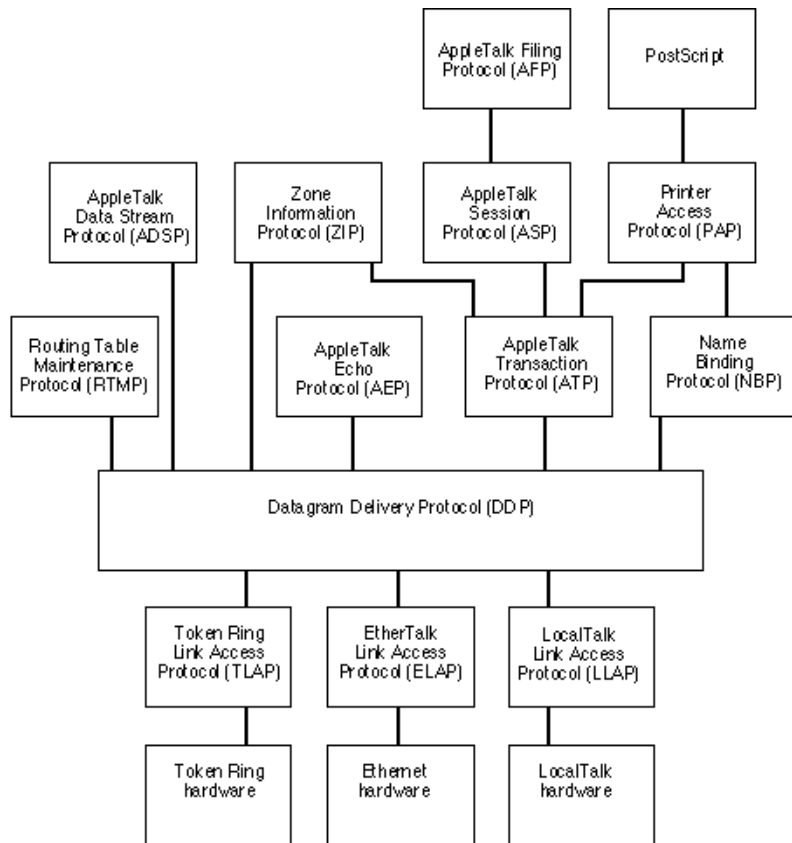 AppleTalk Filing
Protocol (AFP)
PostScript
AppleTalk
Data Stream
Protocol (ADSP)
Zone
Information
Protocol (ZIP)
AppleTalk
Session
Protocol (ASP)
Printer
Access
Protocol (PAP)
Routing Table
Maintenance
Protocol (RTMP)
AppleTalk
Echo
Protocol (AEP)
AppleTalk
Transaction
Protocol (ATP)
Name
Binding
Protocol (NBP)
Datagram Delivery Protocol (DDP)
Token Ring
Link Access
Protocol (TLAP)
EtherTalk
Link Access
Protocol (ELAP)
LocalTalk
Link Access
Protocol (LLAP)
Token Ring
hardware
Ethernet
hardware
LocalTalk
hardware